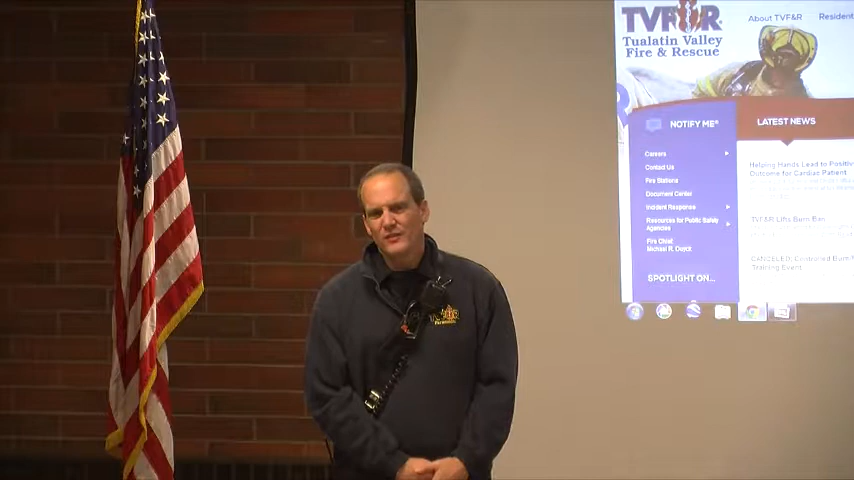 TVF&R
Tualatin Valley
Fire & Rescue
About TVF&R
Resident
NOTIFY ME®
LATEST NEWS
Careers
Contact Us
Fire Stations
Document Center
Incident Response
Resources for Public Safety
Agencies
Fire Chief
Michael R. Duyck
SPOTLIGHT ON...
Helping Hands Lead to Positiv
Outcome for Cardiac Patient
TVF&R Lifts Burn Ban
CANCELED: Controlled Burn
Training Event
Paramedic